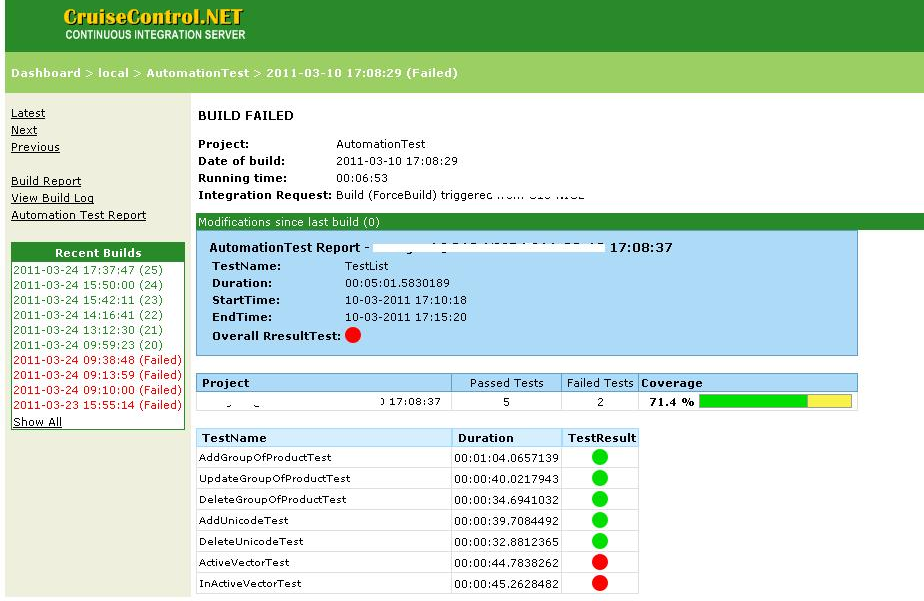 CruiseControl.NET
CONTINUOUS INTEGRATION SERVER
Dashboard > local > AutomationTest > 2011-03-10 17:08:29 (Failed)
Latest
Next
Previous
Build Report
View Build Log
Automation Test Report
Recent Builds
2011-03-24 17:37:47 (25)
2011-03-24 15:50:00 (24)
2011-03-24 15:42:11 (23)
2011-03-24 14:16:41 (22)
2011-03-24 13:12:30 (21)
2011-03-24 09:59:23 (20)
2011-03-24 09:38:48 (Failed)
2011-03-24 09:13:59 (Failed)
2011-03-24 09:10:00 (Failed)
2011-03-23 15:55:14 (Failed)
Show All
BUILD FAILED
Project: AutomationTest
Date of build: 2011-03-10 17:08:29
Running time: 00:06:53
Integration Request: Build (ForceBuild) triggered
Modifications since last build (0)
AutomationTest Report - 17:08:37
TestName: TestList
Duration: 00:05:01.5830189
StartTime: 10-03-2011 17:10:18
EndTime: 10-03-2011 17:15:20
Overall RresultTest:
Project Passed Tests Failed Tests Coverage
17:08:37 5 2 71.4 %
TestName Duration TestResult
AddGroupOfProductTest 00:01:04.0657139
UpdateGroupOfProductTest 00:00:40.0217943
DeleteGroupOfProductTest 00:00:34.6941032
AddUnicodeTest 00:00:39.7084492
DeleteUnicodeTest 00:00:32.8812365
ActiveVectorTest 00:00:44.7838262
InActiveVectorTest 00:00:45.2628482